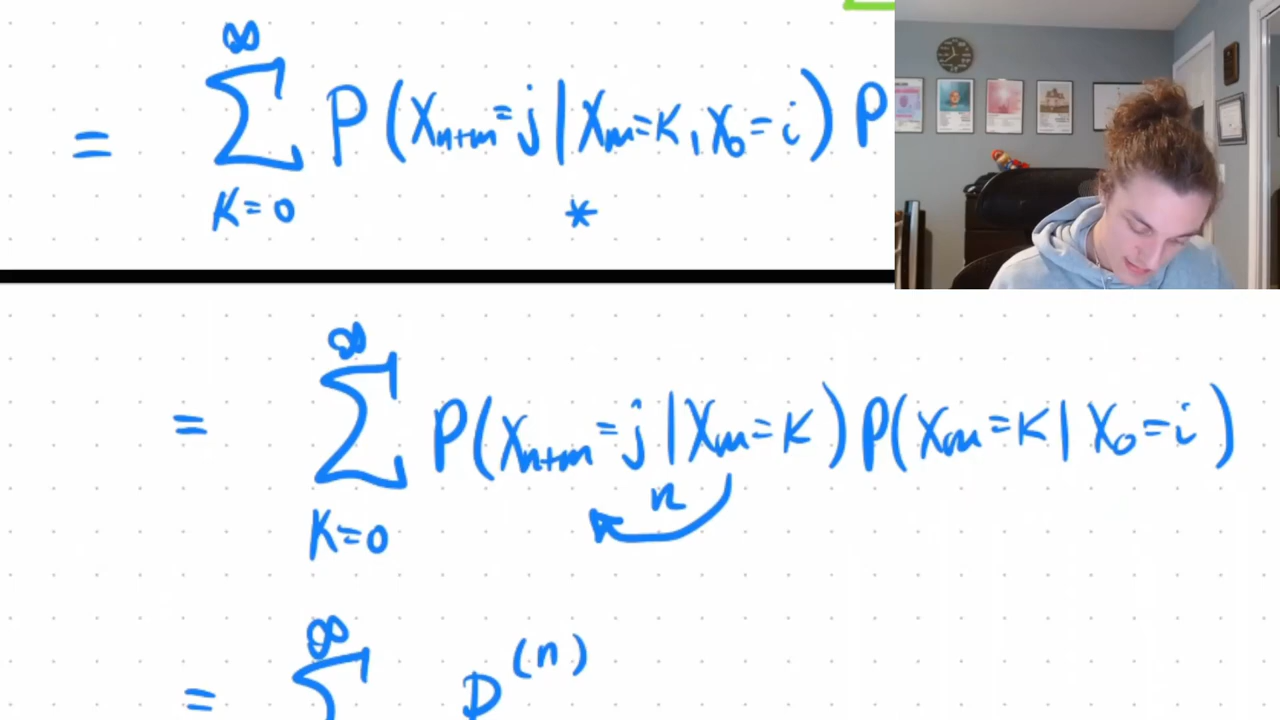 ∞
= Σ P(X_{n+m}=j | X_m=K, X_0=i) P
K=0
*
∞
= Σ P(X_{n+m}=j | X_m=K) P(X_m=K | X_0=i)
n
K=0
∞
= Σ P^{(n)}